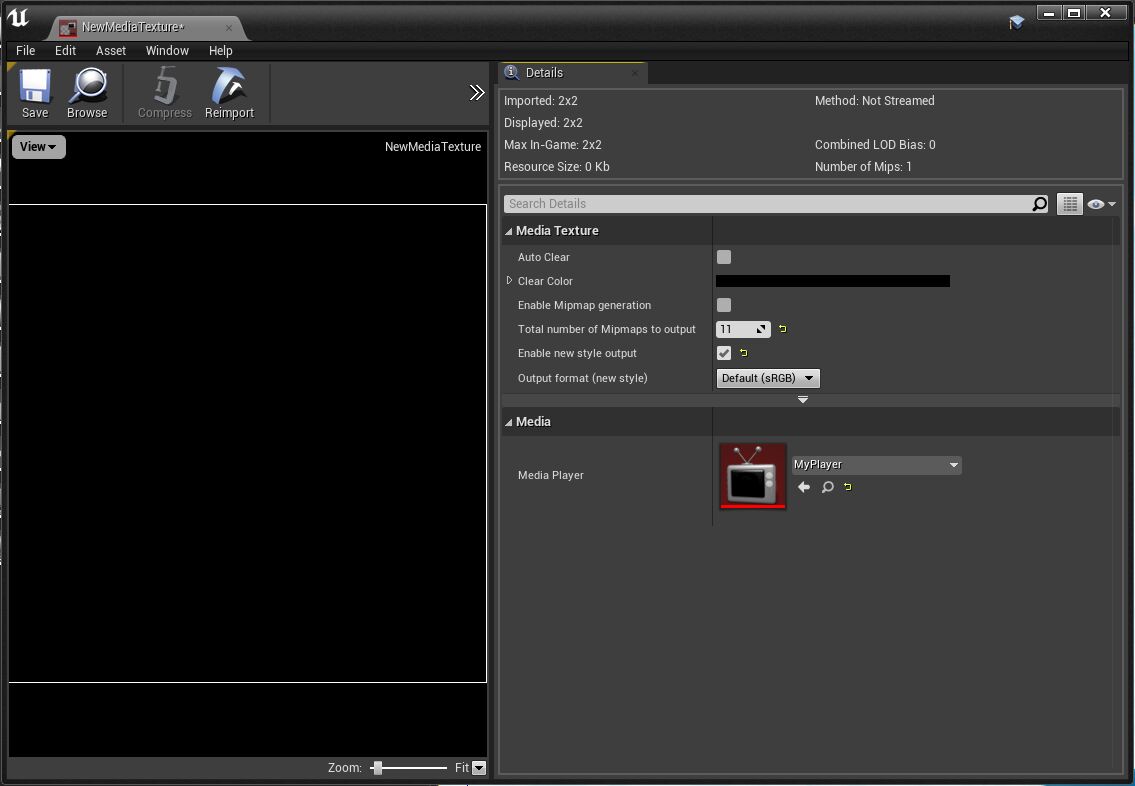 NewMediaTexture*
File Edit Asset Window Help
Save Browse Compress Reimport
View
NewMediaTexture
Zoom: Fit
Details
Imported: 2x2 Method: Not Streamed
Displayed: 2x2
Max In-Game: 2x2 Combined LOD Bias: 0
Resource Size: 0 Kb Number of Mips: 1
Search Details
Media Texture
Auto Clear
Clear Color
Enable Mipmap generation
Total number of Mipmaps to output 11
Enable new style output
Output format (new style) Default (sRGB)
Media
Media Player MyPlayer